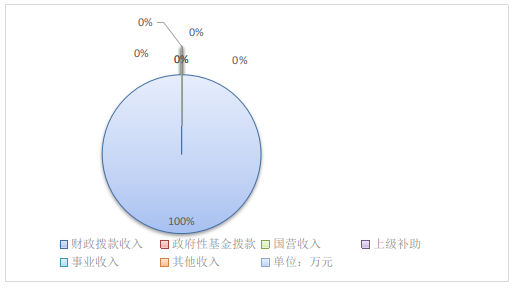 0%
0%
0% 0% 0%
100%
财政拨款收入 政府性基金拨款 国营收入 上级补助
事业收入 其他收入 单位：万元